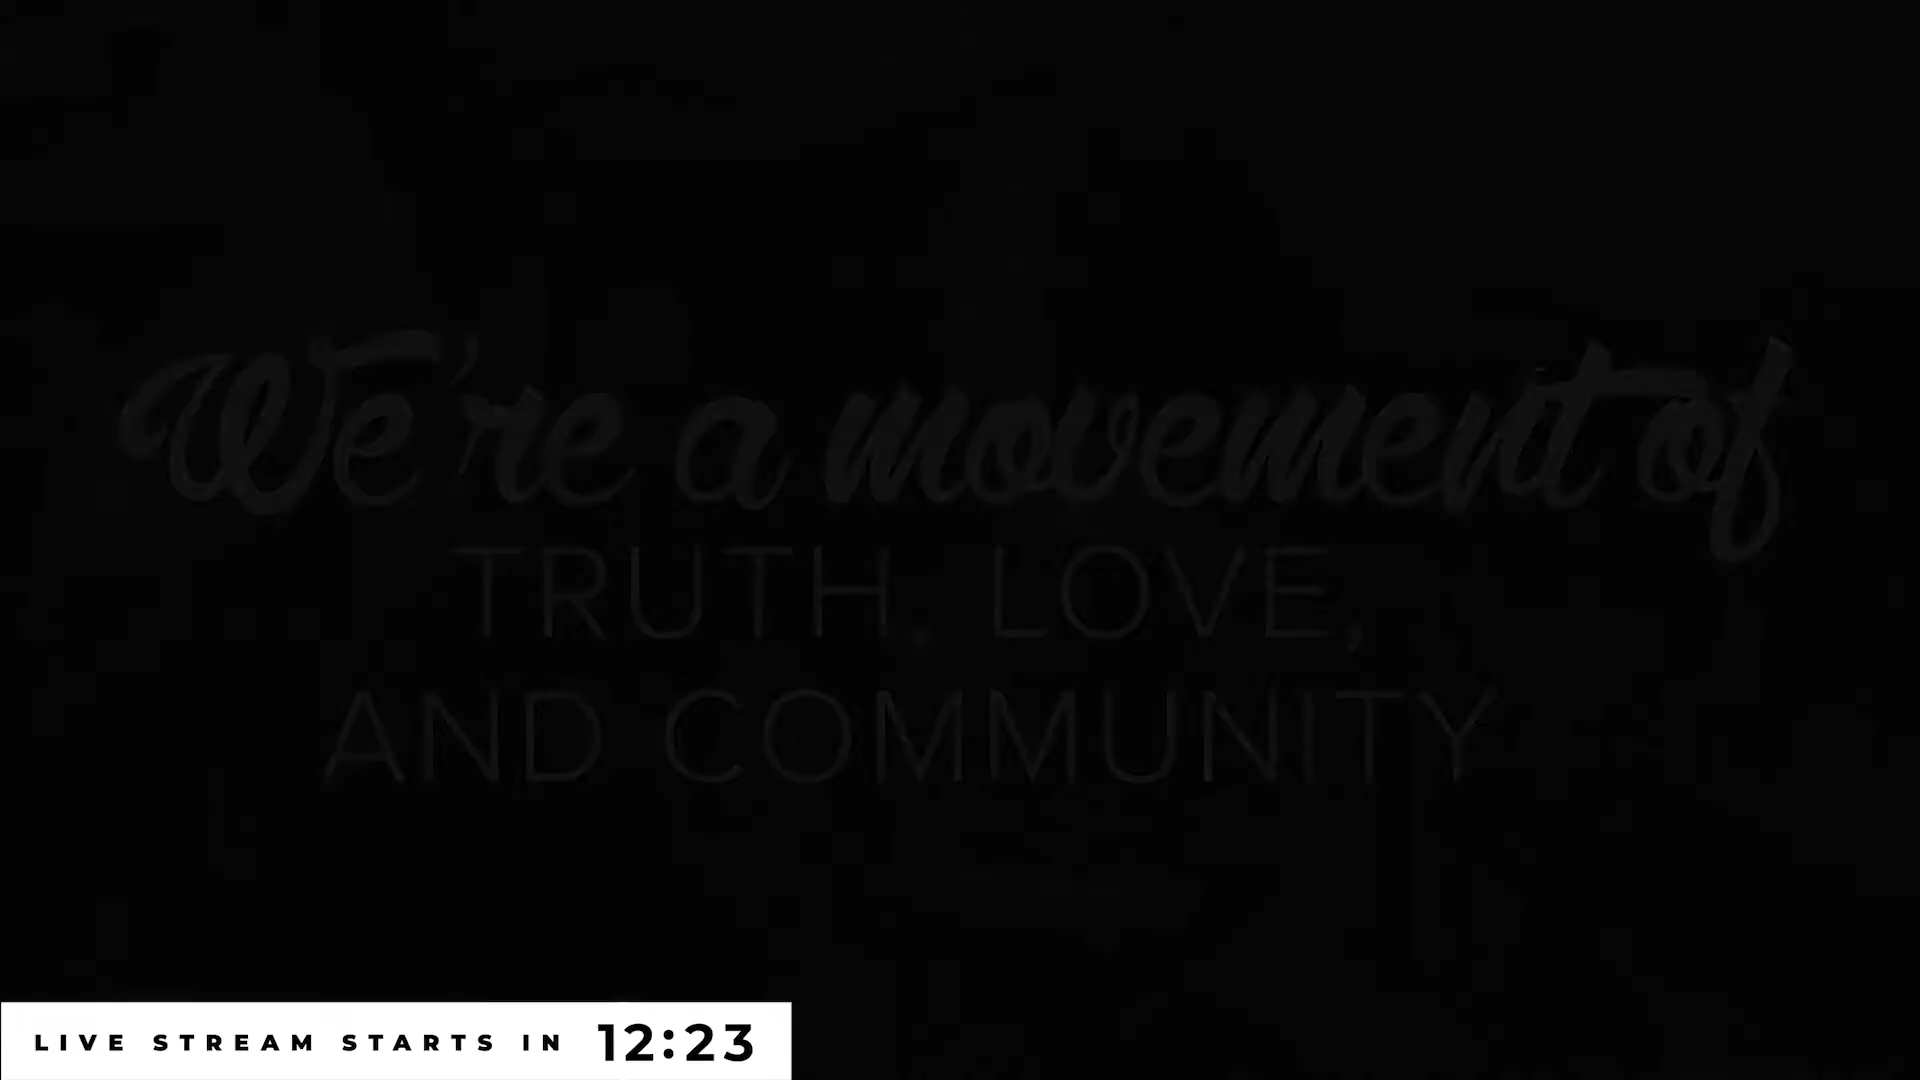 We're a movement of
TRUTH, LOVE,
AND COMMUNITY
LIVE STREAM STARTS IN 12:23